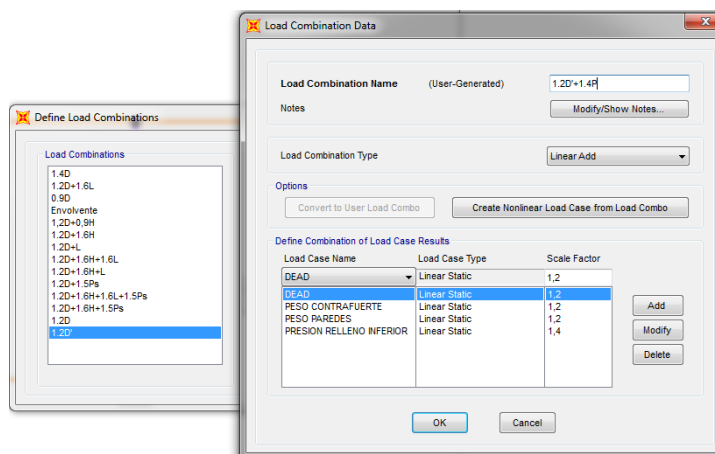 Define Load Combinations
Load Combinations
1.4D
1.2D+1.6L
0.9D
Envolvente
1,2D+0,9H
1.2D+1.6H
1.2D+L
1.2D+1.6H+1.6L
1.2D+1.6H+L
1.2D+1.5Ps
1.2D+1.6H+1.6L+1.5Ps
1.2D+1.6H+1.5Ps
1.2D
1.2D'
Load Combination Data
Load Combination Name (User-Generated) 1.2D'+1.4P
Notes Modify/Show Notes...
Load Combination Type Linear Add
Options
Convert to User Load Combo Create Nonlinear Load Case from Load Combo
Define Combination of Load Case Results
Load Case Name Load Case Type Scale Factor
DEAD Linear Static 1,2
DEAD Linear Static 1,2
PESO CONTRAFUERTE Linear Static 1,2
PESO PAREDES Linear Static 1,2
PRESION RELLENO INFERIOR Linear Static 1,4
Add
Modify
Delete
OK Cancel